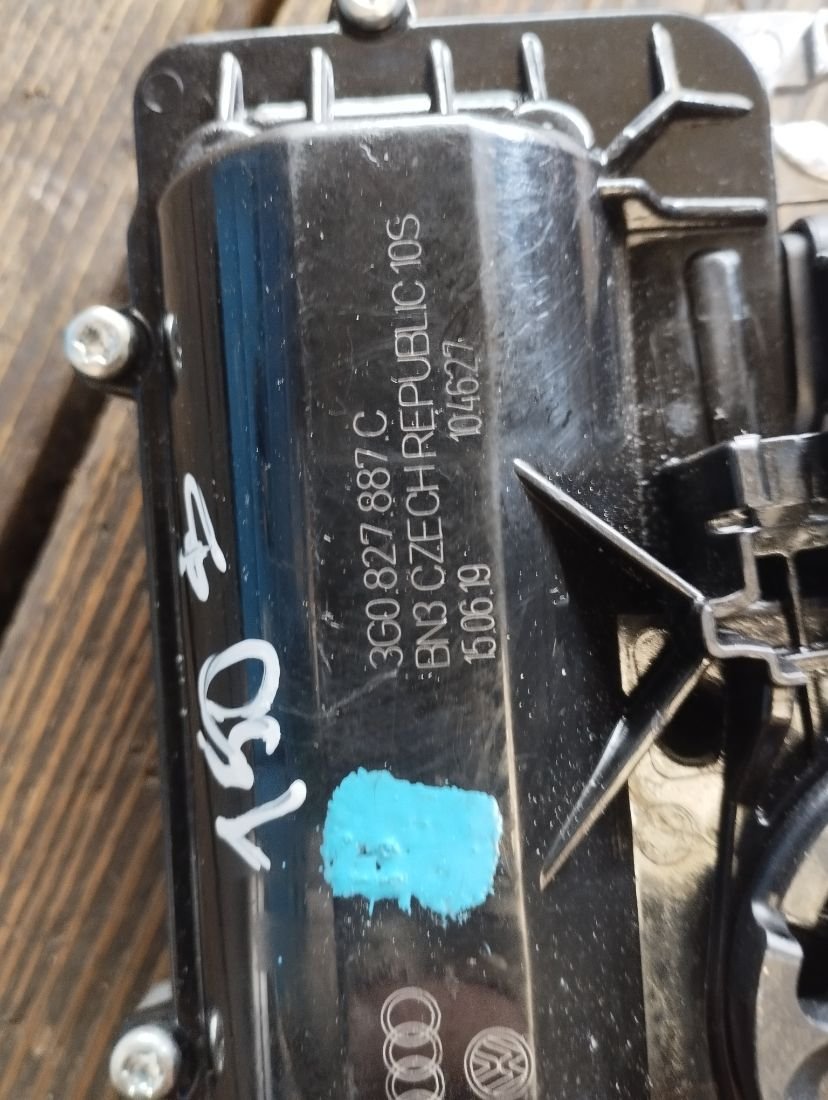 3G0 827 887 C
BN3 CZECH REPUBLIC 10S
15.06.19 104627
150